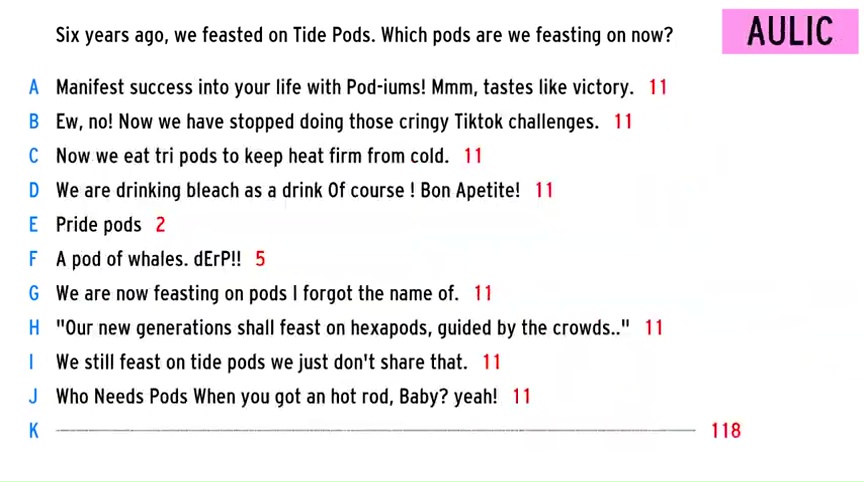 Six years ago, we feasted on Tide Pods. Which pods are we feasting on now?
AULIC
A Manifest success into your life with Pod-iums! Mmm, tastes like victory. 11
B Ew, no! Now we have stopped doing those cringy Tiktok challenges. 11
C Now we eat tri pods to keep heat firm from cold. 11
D We are drinking bleach as a drink Of course ! Bon Apetite! 11
E Pride pods 2
F A pod of whales. dErP!! 5
G We are now feasting on pods I forgot the name of. 11
H "Our new generations shall feast on hexapods, guided by the crowds.." 11
I We still feast on tide pods we just don't share that. 11
J Who Needs Pods When you got an hot rod, Baby? yeah! 11
K 118